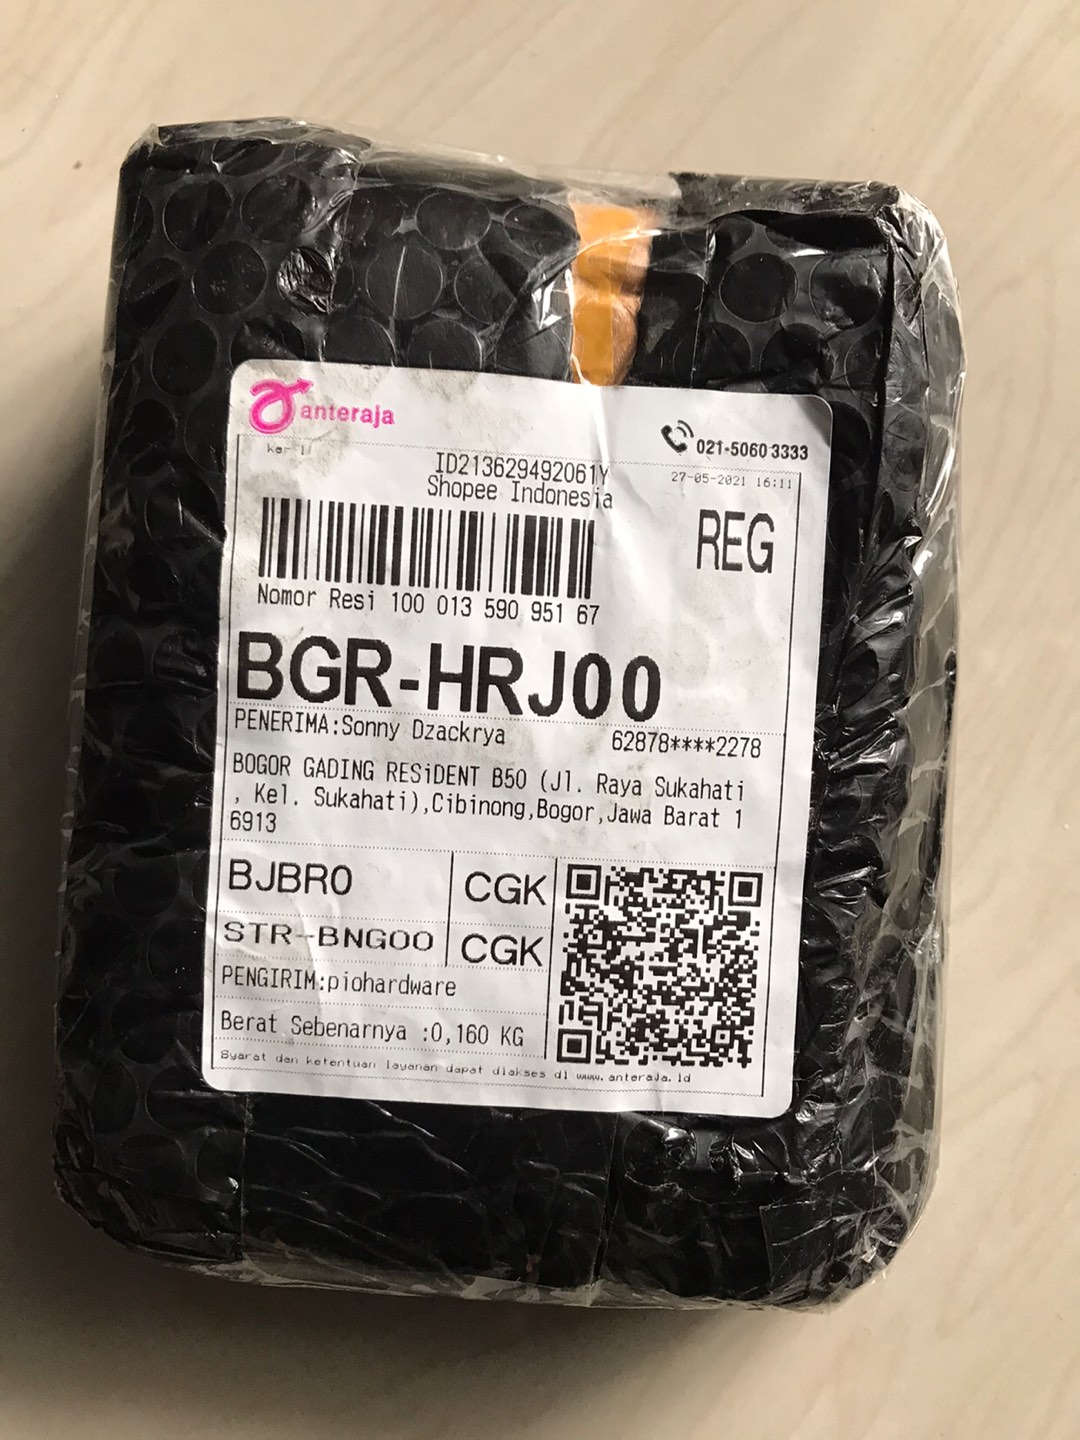 anteraja
021-5060 3333
ke-1/
ID213629492061Y
27-05-2021 16:11
Shopee Indonesia
REG
Nomor Resi 100 013 590 951 67
BGR-HRJ00
PENERIMA:Sonny Dzackrya 62878****2278
BOGOR GADING RESiDENT B50 (Jl. Raya Sukahati
, Kel. Sukahati),Cibinong,Bogor,Jawa Barat 1
6913
BJBR0 CGK
STR-BNG00 CGK
PENGIRIM:piohardware
Berat Sebenarnya :0,160 KG
Syarat dan ketentuan layanan dapat diakses di www.anteraja.id